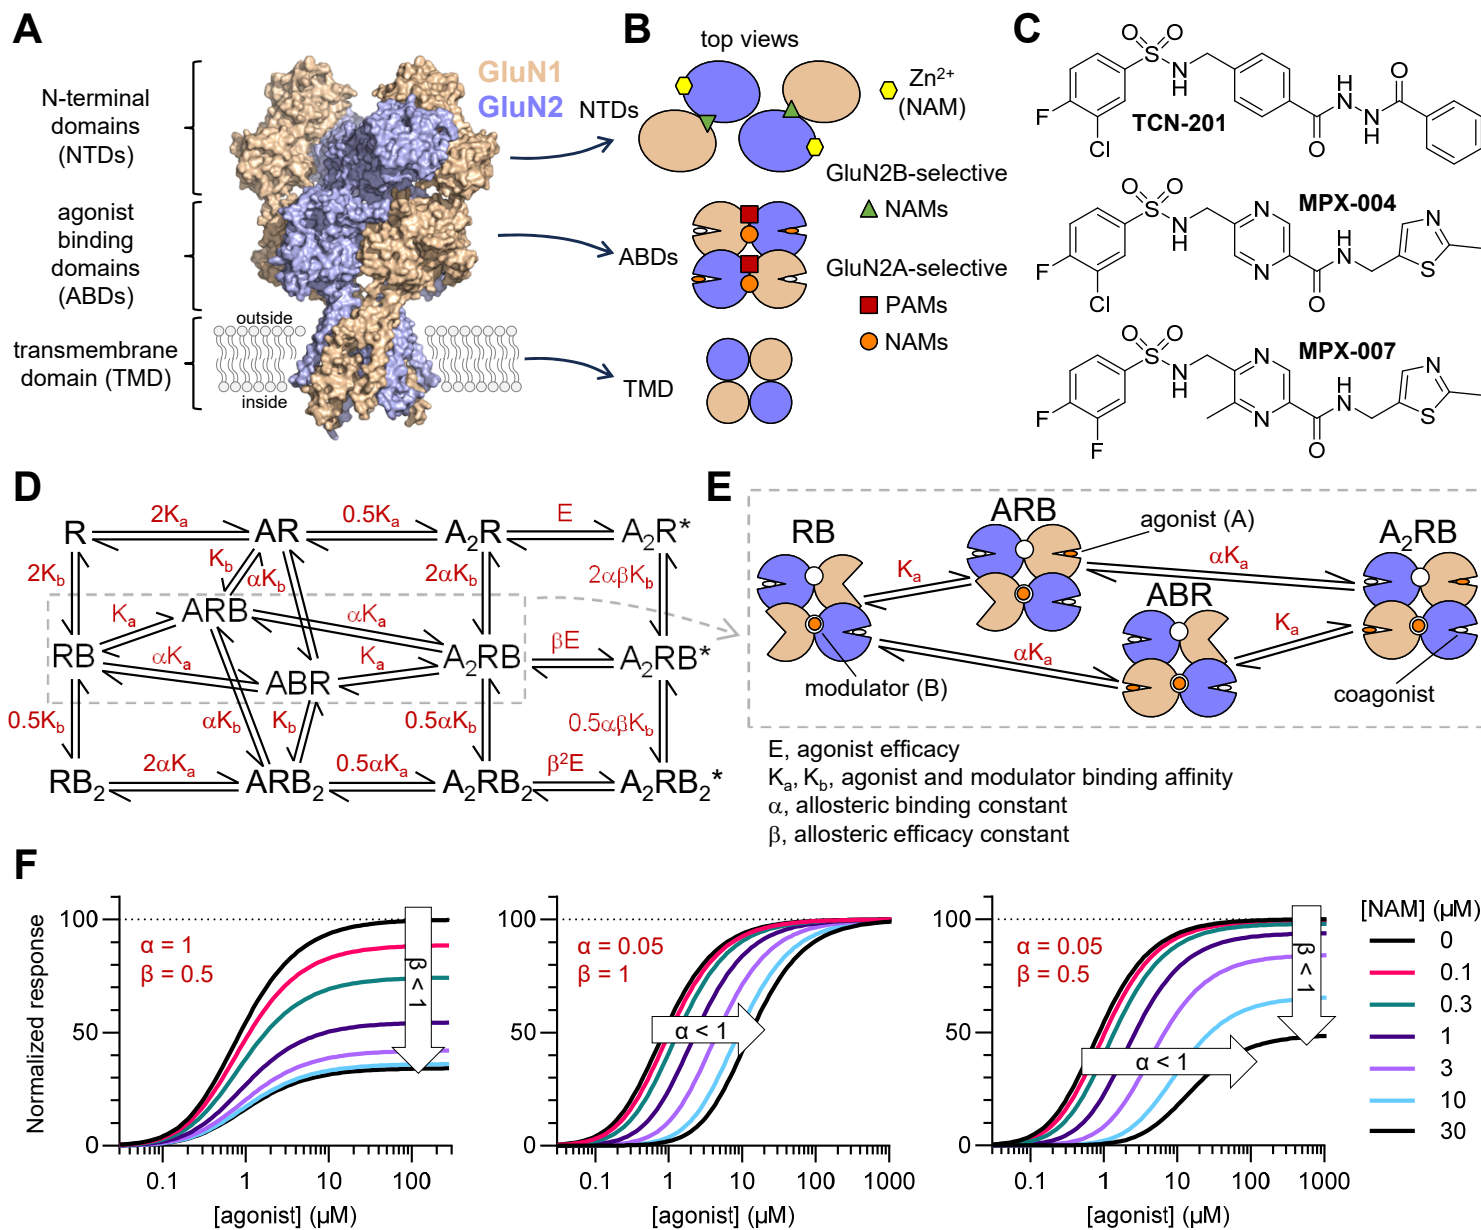 A
N-terminal
domains
(NTDs)
agonist
binding
domains
(ABDs)
transmembrane
domain (TMD)
outside
inside
GluN1
GluN2
B
top views
NTDs
ABDs
TMD
Zn2+
(NAM)
GluN2B-selective
NAMs
GluN2A-selective
PAMs
NAMs
C
O O
S
N
H
F
Cl
TCN-201
O
H
N
N
H
O
O O
S
N
H
F
Cl
MPX-004
N
N
O
H
N
N
S
O O
S
N
H
F
F
MPX-007
N
N
O
H
N
N
S
D
R 2Ka AR 0.5Ka A2R E A2R*
2Kb Kb αKb 2αKb 2αβKb
ARB
Ka αKa
RB αKa Ka A2RB βE A2RB*
ABR
0.5Kb αKb Kb 0.5αKb 0.5αβKb
RB2 2αKa ARB2 0.5αKa A2RB2 β2E A2RB2*
E
RB
ARB
agonist (A)
A2RB
Ka
αKa
ABR
αKa
Ka
modulator (B)
coagonist
E, agonist efficacy
Ka, Kb, agonist and modulator binding affinity
α, allosteric binding constant
β, allosteric efficacy constant
F
Normalized response
100
50
0
α = 1
β = 0.5
β < 1
0.1 1 10 100
[agonist] (μM)
100
50
0
α = 0.05
β = 1
α < 1
0.1 1 10 100 1000
[agonist] (μM)
100
50
0
α = 0.05
β = 0.5
β < 1
α < 1
0.1 1 10 100 1000
[agonist] (μM)
[NAM] (μM)
0
0.1
0.3
1
3
10
30